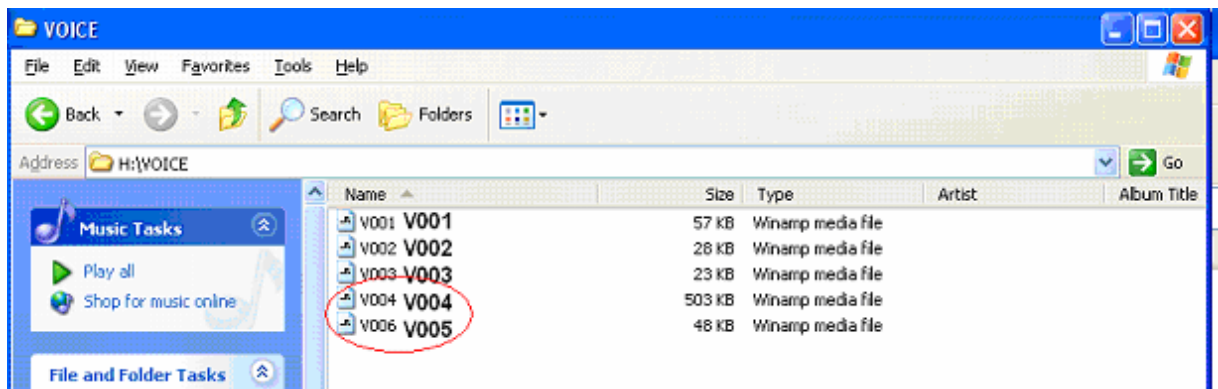 VOICE
File Edit View Favorites Tools Help
Back Search Folders
Address H:\VOICE Go
Name Size Type Artist Album Title
Music Tasks
Play all
Shop for music online
File and Folder Tasks
V001 V001 57 KB Winamp media file
V002 V002 28 KB Winamp media file
V003 V003 23 KB Winamp media file
V004 V004 503 KB Winamp media file
V006 V005 48 KB Winamp media file